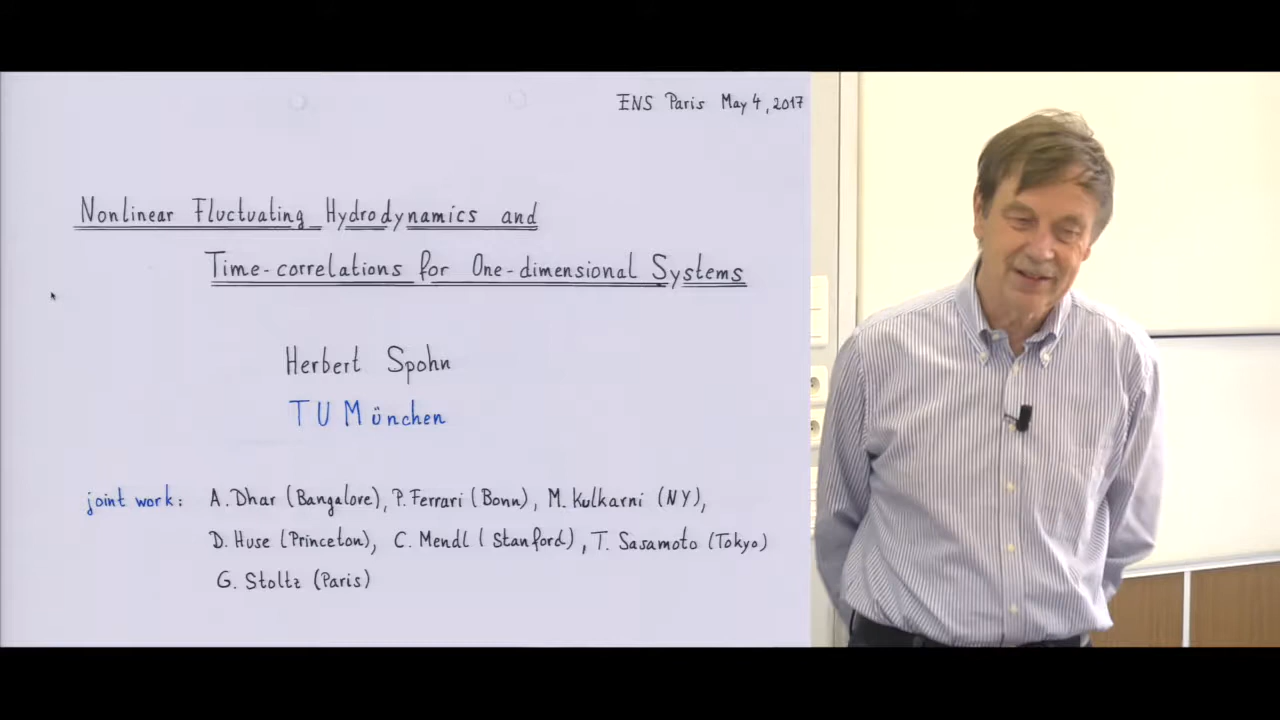 ENS Paris May 4, 2017
Nonlinear Fluctuating Hydrodynamics and
Time-correlations for One-dimensional Systems
Herbert Spohn
TU München
joint work: A. Dhar (Bangalore), P. Ferrari (Bonn), M. Kulkarni (NY),
D. Huse (Princeton), C. Mendl (Stanford), T. Sasamoto (Tokyo)
G. Stoltz (Paris)